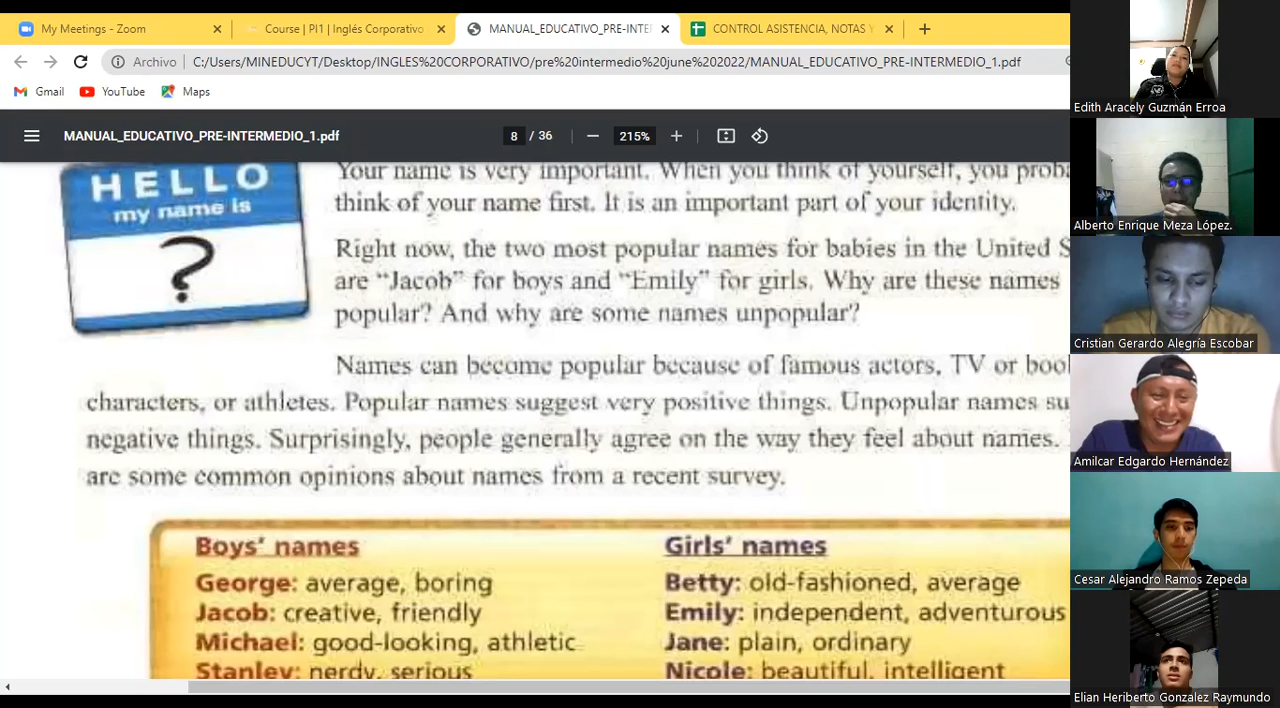 My Meetings - Zoom
Course | PI1 | Inglés Corporativo
MANUAL_EDUCATIVO_PRE-INTE
CONTROL ASISTENCIA, NOTAS Y
Archivo
C:/Users/MINEDUCYT/Desktop/INGLES%20CORPORATIVO/pre%20intermedio%20june%202022/MANUAL_EDUCATIVO_PRE-INTERMEDIO_1.pdf
Gmail YouTube Maps
MANUAL_EDUCATIVO_PRE-INTERMEDIO_1.pdf
8 / 36
215%
HELLO
my name is
?
Your name is very important. When you think of yourself, you prob
think of your name first. It is an important part of your identity.
Right now, the two most popular names for babies in the United S
are “Jacob” for boys and “Emily” for girls. Why are these names
popular? And why are some names unpopular?
Names can become popular because of famous actors, TV or boo
characters, or athletes. Popular names suggest very positive things. Unpopular names su
negative things. Surprisingly, people generally agree on the way they feel about names.
are some common opinions about names from a recent survey.
Boys’ names
George: average, boring
Jacob: creative, friendly
Michael: good-looking, athletic
Stanley: nerdy, serious
Girls’ names
Betty: old-fashioned, average
Emily: independent, adventurous
Jane: plain, ordinary
Nicole: beautiful, intelligent
Edith Aracely Guzmán Erroa
Alberto Enrique Meza López.
Cristian Gerardo Alegría Escobar
Amilcar Edgardo Hernández
Cesar Alejandro Ramos Zepeda
Elian Heriberto Gonzalez Raymundo